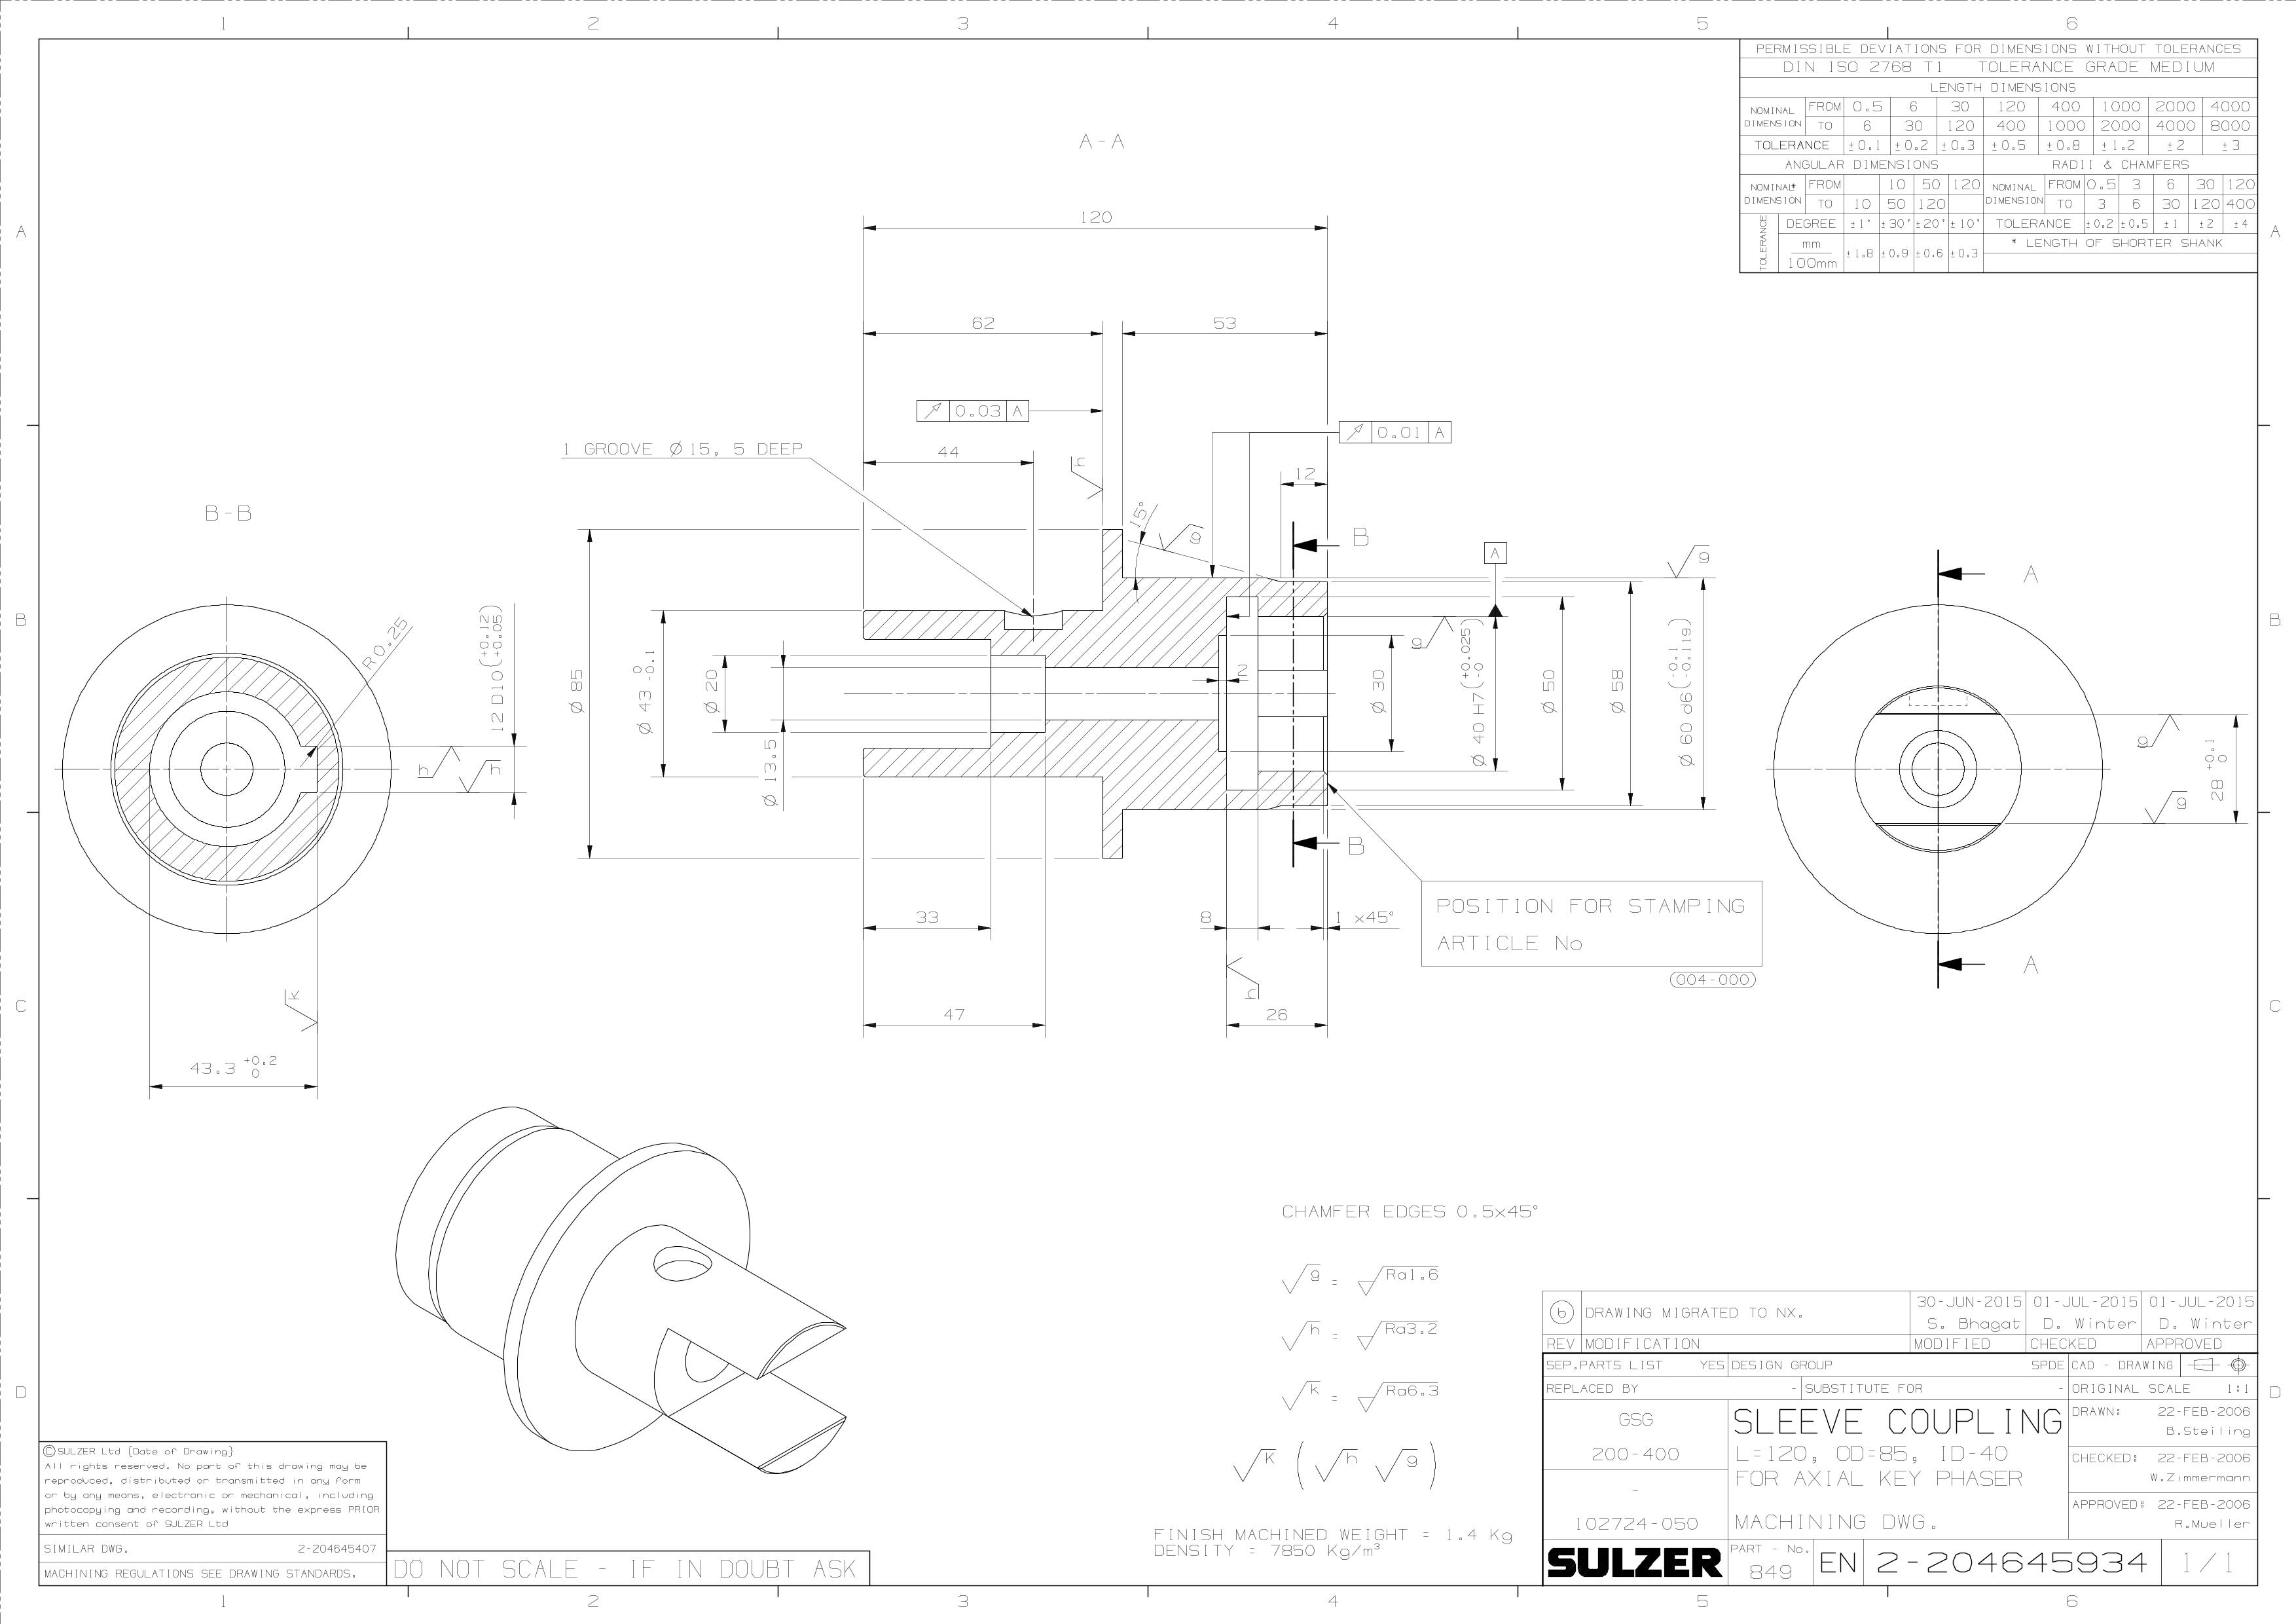 1 2 3 4 5 6
PERMISSIBLE DEVIATIONS FOR DIMENSIONS WITHOUT TOLERANCES
DIN ISO 2768 T1 TOLERANCE GRADE MEDIUM
LENGTH DIMENSIONS
NOMINAL DIMENSION FROM 0.5 6 30 120 400 1000 2000 4000
TO 6 30 120 400 1000 2000 4000 8000
TOLERANCE ±0.1 ±0.2 ±0.3 ±0.5 ±0.8 ±1.2 ±2 ±3
ANGULAR DIMENSIONS RADII & CHAMFERS
NOMINAL* DIMENSION FROM 10 50 120 NOMINAL DIMENSION FROM 0.5 3 6 30 120
TO 10 50 120 TO 3 6 30 120 400
TOLERANCE DEGREE ±1° ±30' ±20' ±10' TOLERANCE ±0.2 ±0.5 ±1 ±2 ±4
mm
100mm ±1.8 ±0.9 ±0.6 ±0.3 * LENGTH OF SHORTER SHANK
A-A
A A
120
62 53
0.03 A
0.01 A
1 GROOVE Ø15, 5 DEEP
44
h
12
15°
g
B
A
g
B-B
R0.25
12 D10(+0.12 +0.05)
h h
k
43.3 +0.2 0
Ø 85
Ø 43 0 -0.1
Ø 20
Ø 13.5
2
Ø 30
g
Ø 40 H7(+0.025 -0)
Ø 50
Ø 58
Ø 60 d6(-0.1 -0.119)
B
A
g
28 +0.1 0
g
A
B B
33 8 1 x45°
h
47 26
POSITION FOR STAMPING
ARTICLE No
004-000
C C
CHAMFER EDGES 0.5x45°
g = Ra1.6
h = Ra3.2
k = Ra6.3
K ( h g )
FINISH MACHINED WEIGHT = 1.4 Kg
DENSITY = 7850 Kg/m³
D D
b DRAWING MIGRATED TO NX. 30-JUN-2015 01-JUL-2015 01-JUL-2015
S. Bhagat D. Winter D. Winter
REV MODIFICATION MODIFIED CHECKED APPROVED
SEP.PARTS LIST YES DESIGN GROUP SPDE CAD - DRAWING
REPLACED BY - SUBSTITUTE FOR - ORIGINAL SCALE 1:1
GSG
200-400
-
102724-050
SLEEVE COUPLING
L=120, OD=85, ID-40
FOR AXIAL KEY PHASER
MACHINING DWG.
DRAWN: 22-FEB-2006
B.Steiling
CHECKED: 22-FEB-2006
W.Zimmermann
APPROVED: 22-FEB-2006
R.Mueller
SULZER PART - No. 849 EN 2-204645934 1/1
© SULZER Ltd (Date of Drawing)
All rights reserved. No part of this drawing may be
reproduced, distributed or transmitted in any form
or by any means, electronic or mechanical, including
photocopying and recording, without the express PRIOR
written consent of SULZER Ltd
SIMILAR DWG. 2-204645407
MACHINING REGULATIONS SEE DRAWING STANDARDS.
DO NOT SCALE - IF IN DOUBT ASK
1 2 3 4 5 6